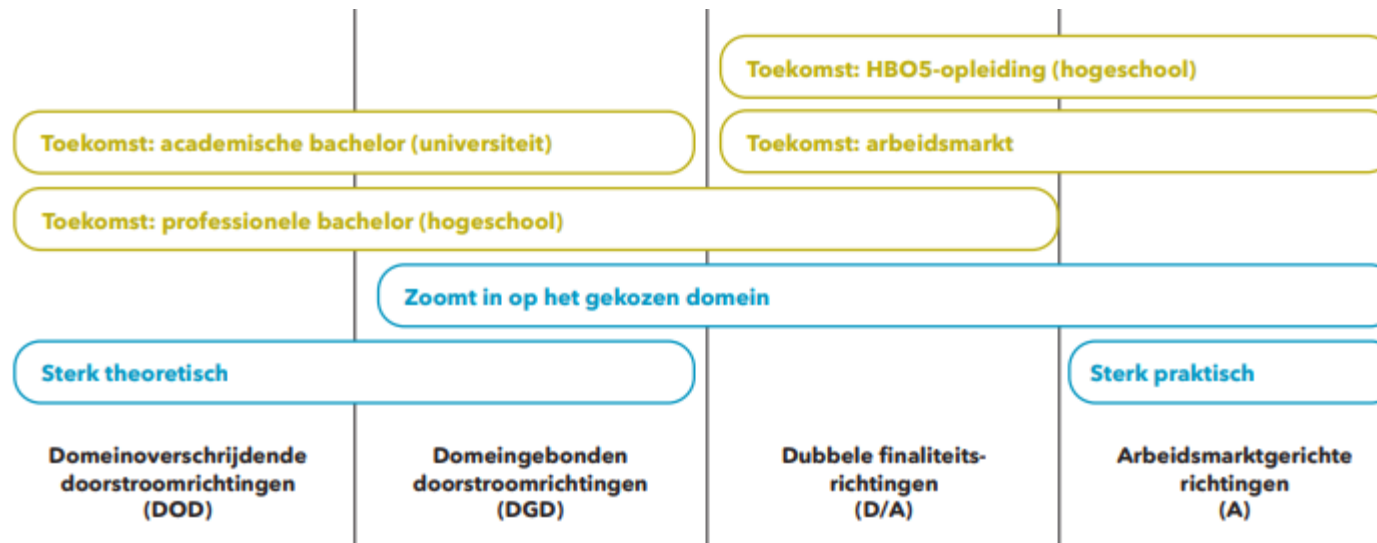 Toekomst: HBO5-opleiding (hogeschool)
Toekomst: academische bachelor (universiteit)
Toekomst: arbeidsmarkt
Toekomst: professionele bachelor (hogeschool)
Zoomt in op het gekozen domein
Sterk theoretisch
Sterk praktisch
Domeinoverschrijdende
doorstroomrichtingen
(DOD)
Domeingebonden
doorstroomrichtingen
(DGD)
Dubbele finaliteits-
richtingen
(D/A)
Arbeidsmarktgerichte
richtingen
(A)